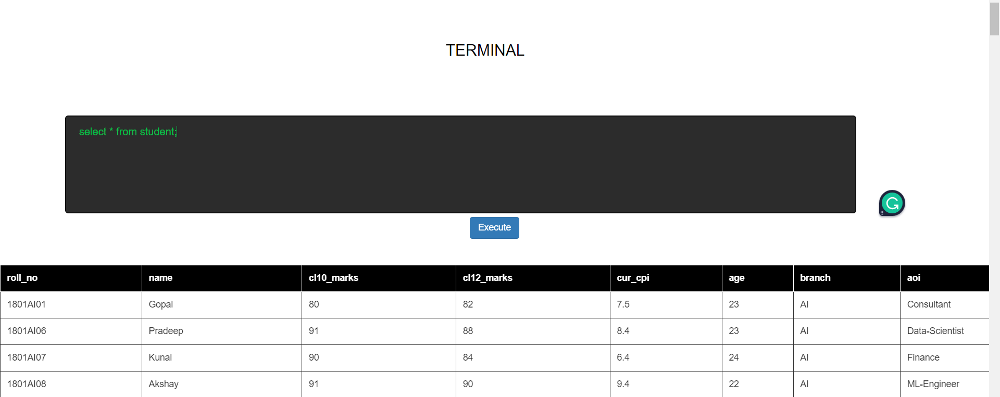 TERMINAL
select * from student;
Execute
roll_no name cl10_marks cl12_marks cur_cpi age branch aoi
1801AI01 Gopal 80 82 7.5 23 AI Consultant
1801AI06 Pradeep 91 88 8.4 23 AI Data-Scientist
1801AI07 Kunal 90 84 6.4 24 AI Finance
1801AI08 Akshay 91 90 9.4 22 AI ML-Engineer